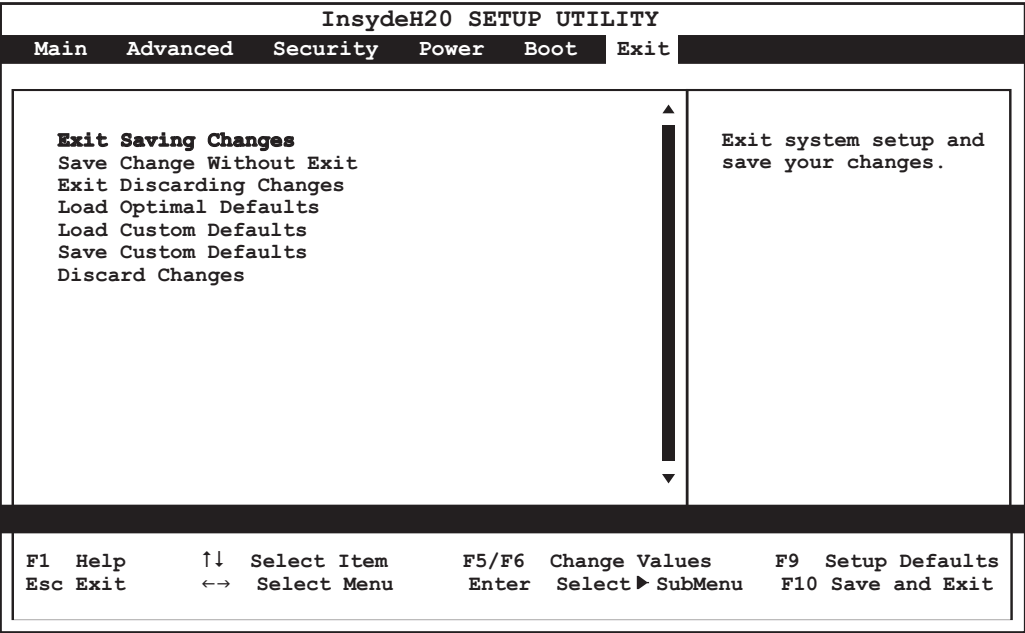 InsydeH20 SETUP UTILITY
Main Advanced Security Power Boot Exit
Exit Saving Changes
Save Change Without Exit
Exit Discarding Changes
Load Optimal Defaults
Load Custom Defaults
Save Custom Defaults
Discard Changes
Exit system setup and
save your changes.
F1 Help ↑↓ Select Item F5/F6 Change Values F9 Setup Defaults
Esc Exit ←→ Select Menu Enter Select ▶ SubMenu F10 Save and Exit